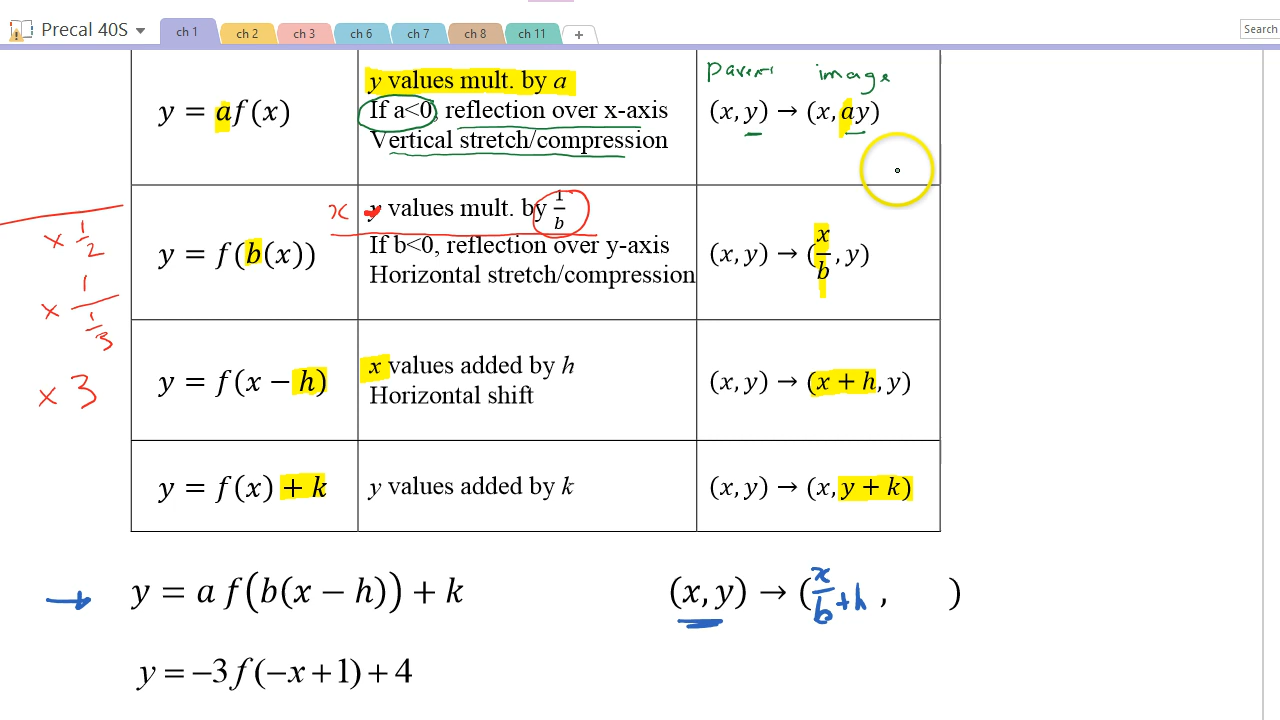 Precal 40S ch 1 ch 2 ch 3 ch 6 ch 7 ch 8 ch 11 +
Search
parent image
y = af(x)
y values mult. by a
If a<0, reflection over x-axis
Vertical stretch/compression
(x, y) → (x, ay)
y = f(b(x))
x y values mult. by 1/b
If b<0, reflection over y-axis
Horizontal stretch/compression
(x, y) → (x/b, y)
× 1/2
× 1/(1/3)
× 3
y = f(x − h)
x values added by h
Horizontal shift
(x, y) → (x + h, y)
y = f(x) + k
y values added by k
(x, y) → (x, y + k)
→ y = a f(b(x − h)) + k
(x, y) → (x/b + h, )
y = −3f(−x+1)+4